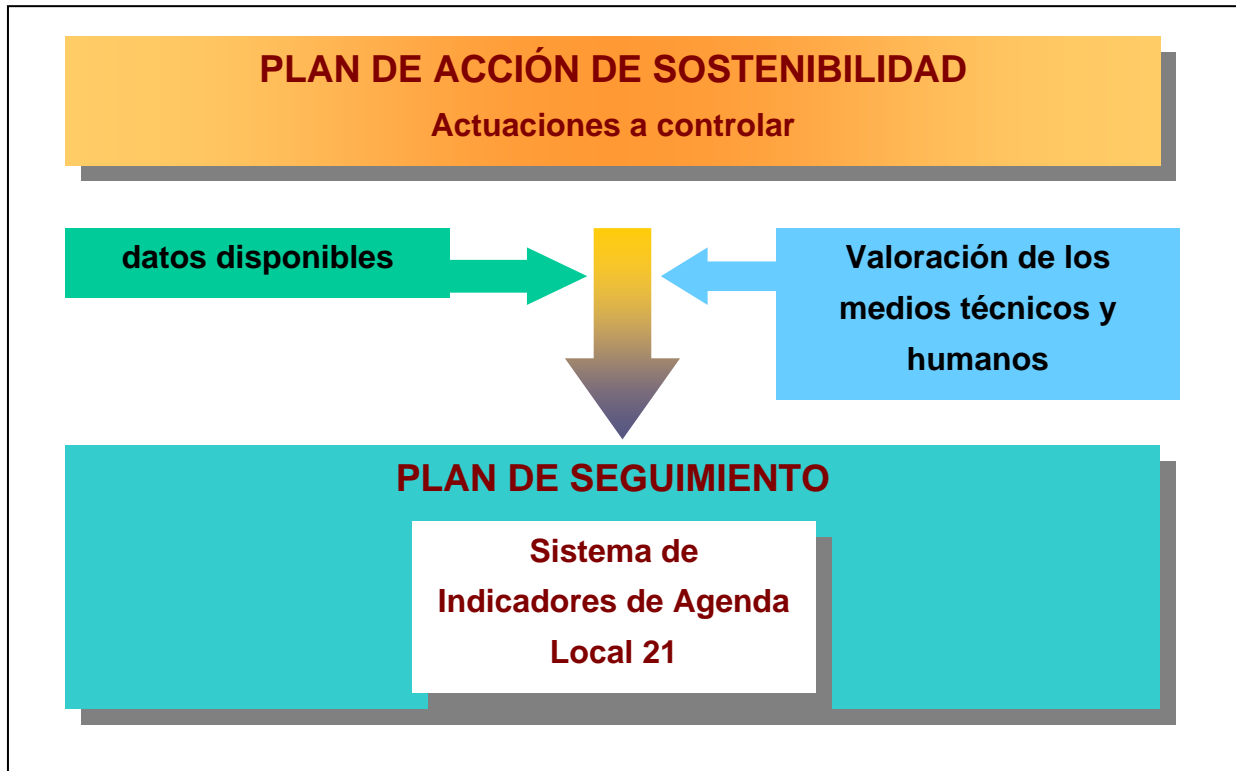 PLAN DE ACCIÓN DE SOSTENIBILIDAD
Actuaciones a controlar
datos disponibles
Valoración de los
medios técnicos y
humanos
PLAN DE SEGUIMIENTO
Sistema de
Indicadores de Agenda
Local 21